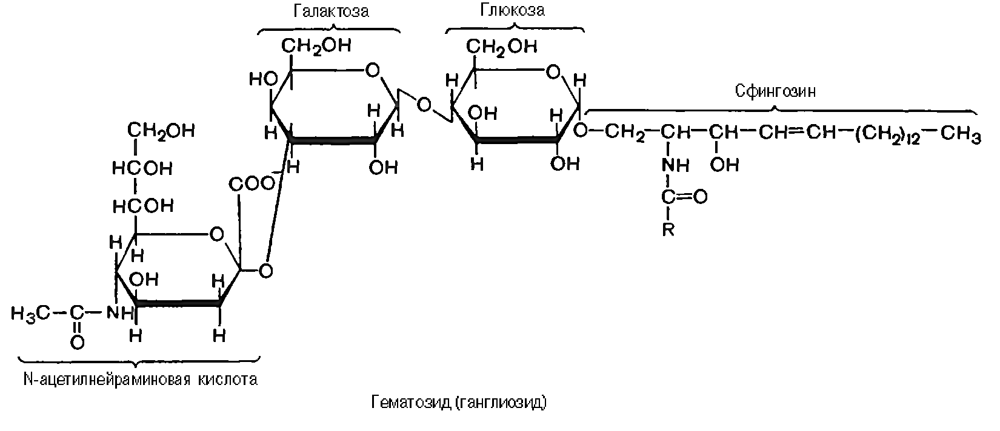 Галактоза
Глюкоза
CH2OH
CH2OH
O
O
HO
H
H
Сфингозин
H
OH
H
O
H
H
O–CH2–CH–CH–CH=CH–(CH2)12–CH3
CH2OH
H
OH
H
OH
NH
OH
HCOH
COO-
C=O
HCOH
R
H
O
H
OH
H
O
H3C–C–NH
H
H
O
N-ацетилнейраминовая кислота
Гематозид (ганглиозид)